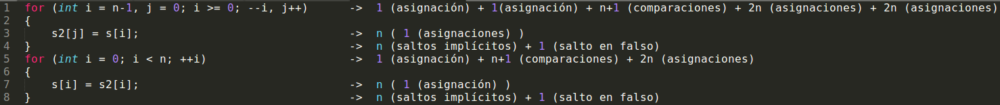 1 for (int i = n-1, j = 0; i >= 0; --i, j++) -> 1 (asignación) + 1(asignación) + n+1 (comparaciones) + 2n (asignaciones) + 2n (asignaciones)
2 {
3 s2[j] = s[i]; -> n ( 1 (asignaciones) )
4 } -> n (saltos implícitos) + 1 (salto en falso)
5 for (int i = 0; i < n; ++i) -> 1 (asignación) + n+1 (comparaciones) + 2n (asignaciones)
6 {
7 s[i] = s2[i]; -> n ( 1 (asignación) )
8 } -> n (saltos implícitos) + 1 (salto en falso)